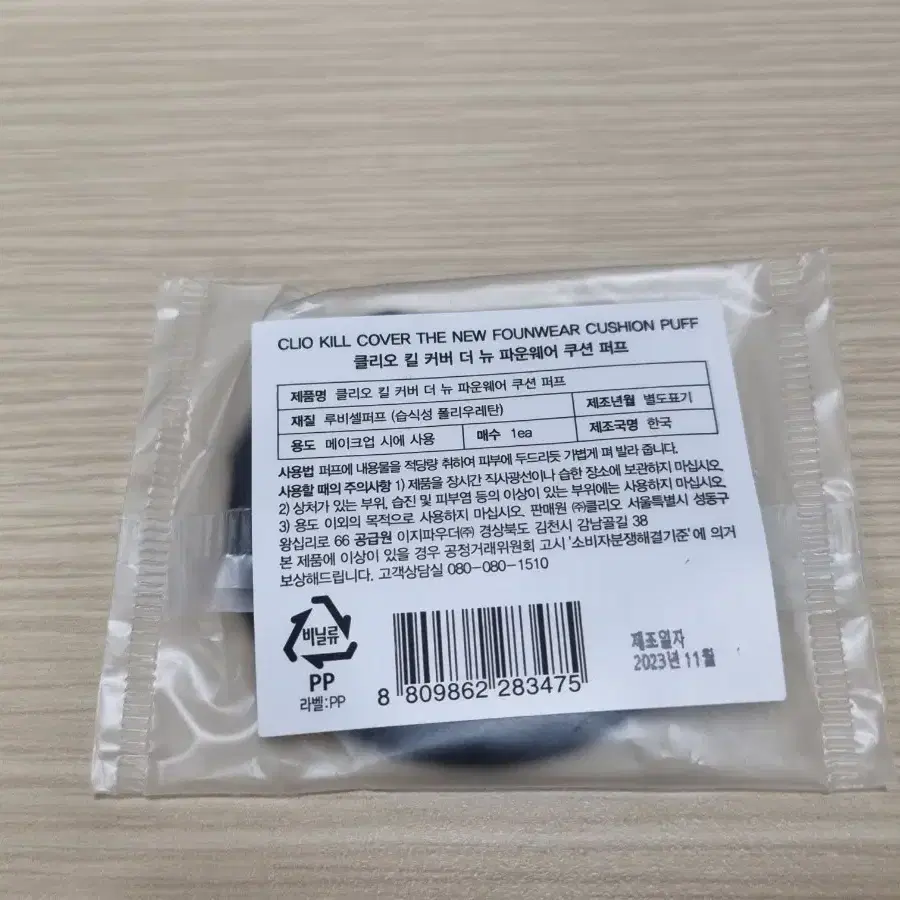 CLIO KILL COVER THE NEW FOUNWEAR CUSHION PUFF
클리오 킬 커버 더 뉴 파운웨어 쿠션 퍼프
제품명 클리오 킬 커버 더 뉴 파운웨어 쿠션 퍼프
재질 루비셀퍼프 (습식성 폴리우레탄) 제조년월 별도표기
용도 메이크업 시에 사용 매수 1ea 제조국명 한국
사용법 퍼프에 내용물을 적당량 취하여 피부에 두드리듯 가볍게 펴 발라 줍니다.
사용할 때의 주의사항 1) 제품을 장시간 직사광선이나 습한 장소에 보관하지 마십시오.
2) 상처가 있는 부위, 습진 및 피부염 등의 이상이 있는 부위에는 사용하지 마십시오.
3) 용도 이외의 목적으로 사용하지 마십시오. 판매원 ㈜클리오 서울특별시 성동구
왕십리로 66 공급원 이지파우더㈜ 경상북도 김천시 감남골길 38
본 제품에 이상이 있을 경우 공정거래위원회 고시 '소비자분쟁해결기준'에 의거
보상해드립니다. 고객상담실 080-080-1510
비닐류
PP
라벨:PP
8 809862 283475
제조일자
2023년 11월